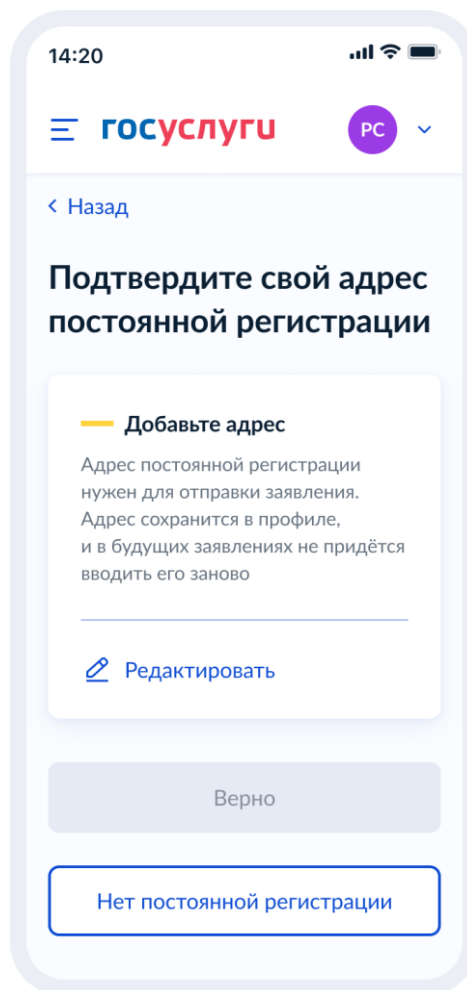 14:20
госуслуги
РС
Назад
Подтвердите свой адрес
постоянной регистрации
Добавьте адрес
Адрес постоянной регистрации
нужен для отправки заявления.
Адрес сохранится в профиле,
и в будущих заявлениях не придётся
вводить его заново
Редактировать
Верно
Нет постоянной регистрации